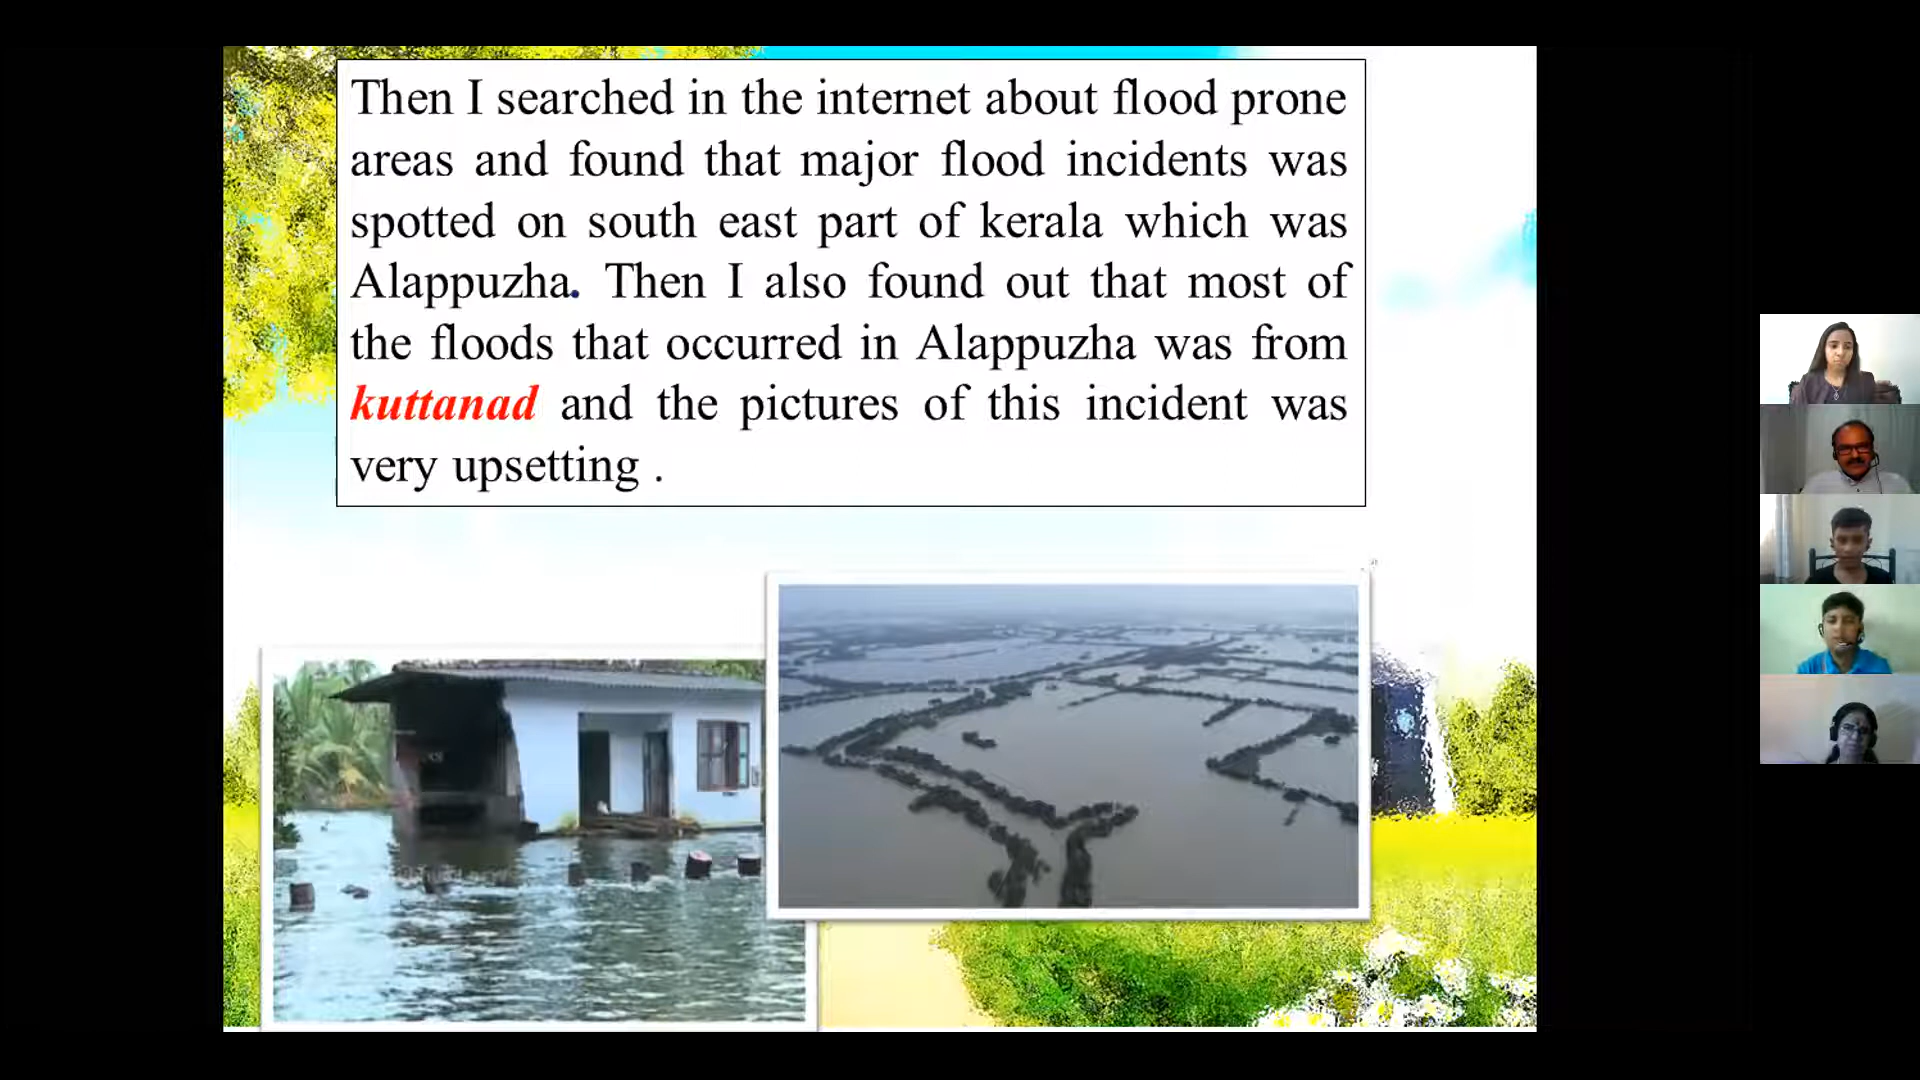 Then I searched in the internet about flood prone
areas and found that major flood incidents was
spotted on south east part of kerala which was
Alappuzha. Then I also found out that most of
the floods that occurred in Alappuzha was from
kuttanad and the pictures of this incident was
very upsetting .